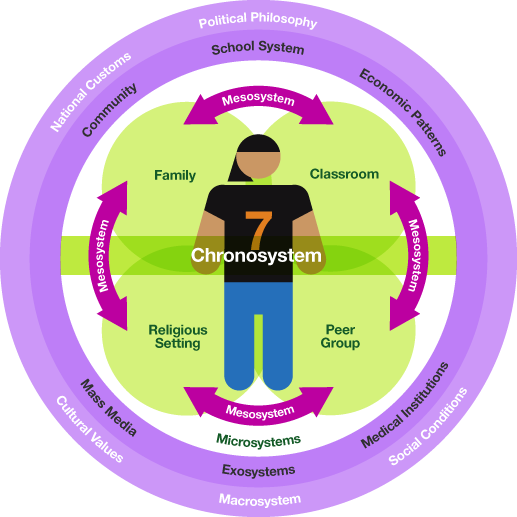 Political Philosophy
School System
National Customs
Community
Economic Patterns
Mesosystem
Family
Classroom
7
Mesosystem
Chronosystem
Mesosystem
Religious
Setting
Peer
Group
Mesosystem
Microsystems
Mass Media
Medical Institutions
Cultural Values
Social Conditions
Exosystems
Macrosystem